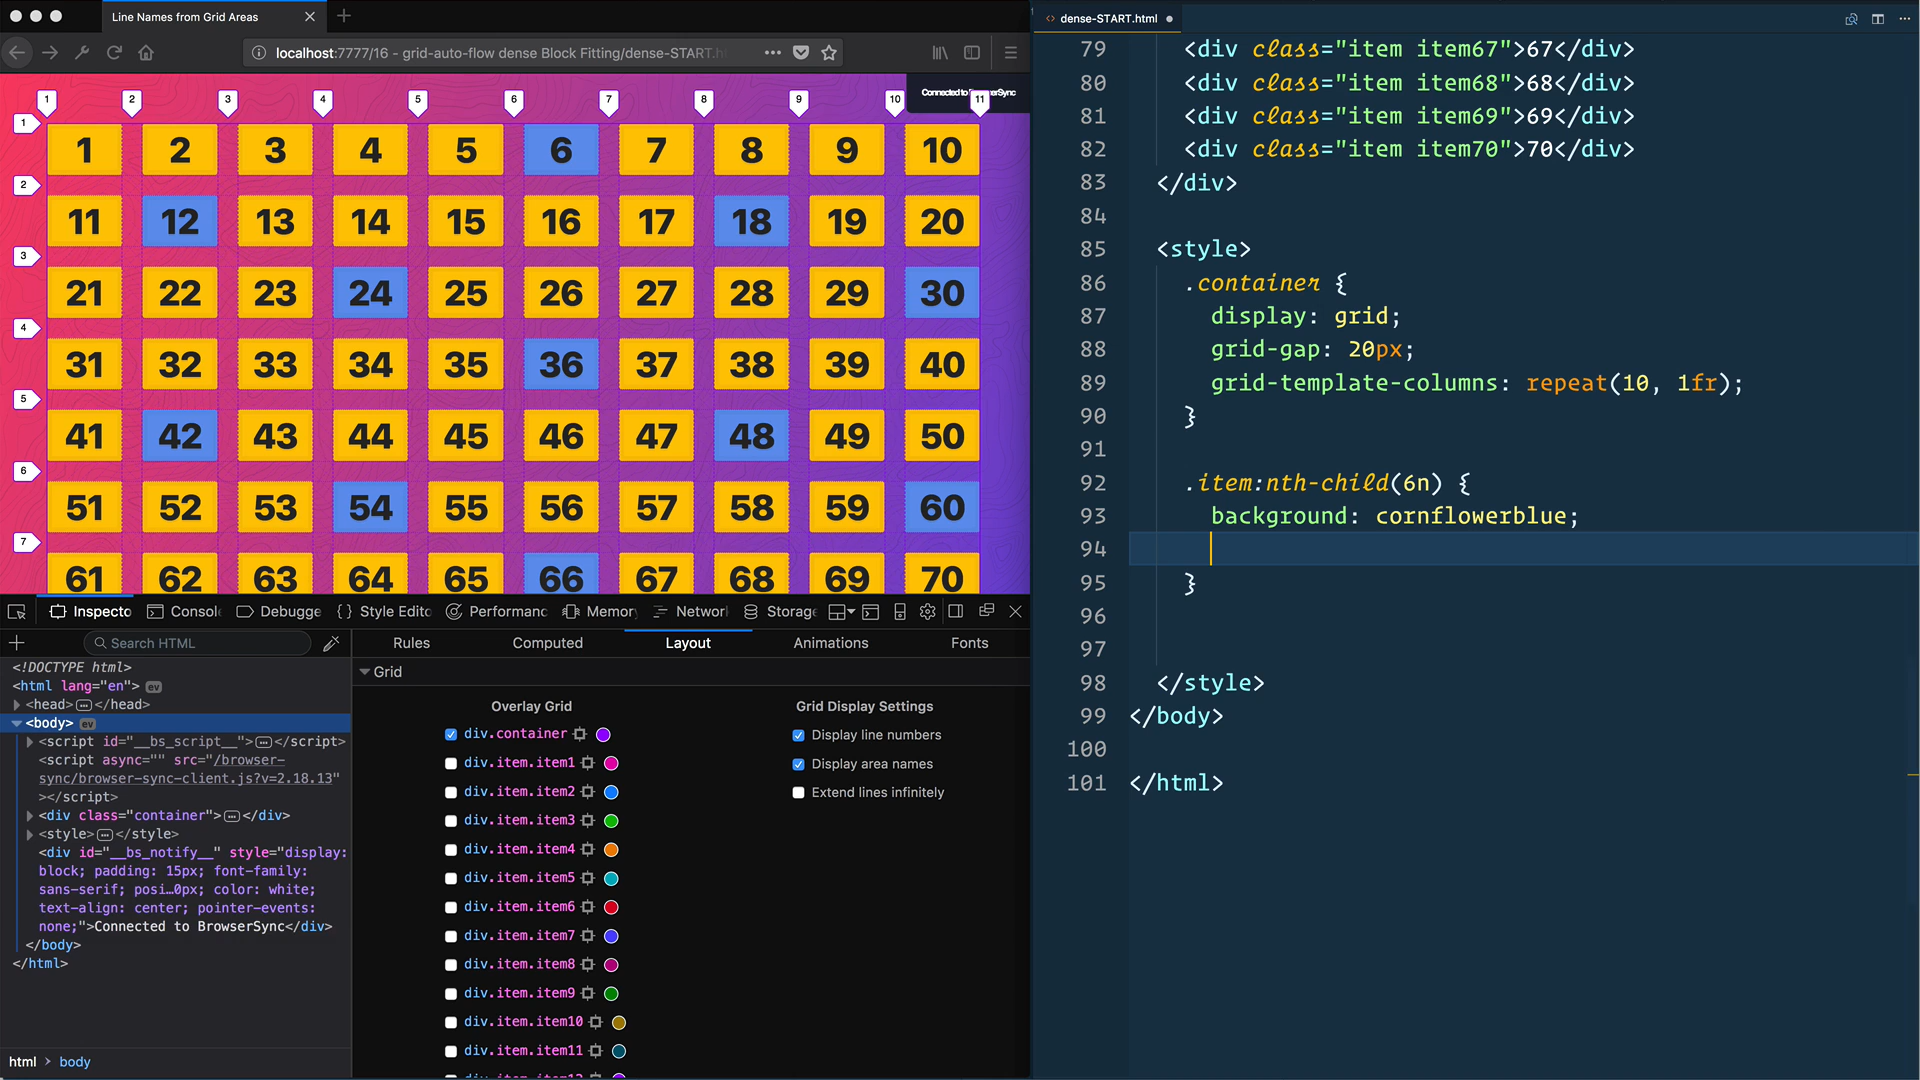 Line Names from Grid Areas
localhost:7777/16 - grid-auto-flow dense Block Fitting/dense-START.h
1 2 3 4 5 6 7 8 9 10 11
1
1 2 3 4 5 6 7 8 9 10
2
11 12 13 14 15 16 17 18 19 20
3
21 22 23 24 25 26 27 28 29 30
4
31 32 33 34 35 36 37 38 39 40
5
41 42 43 44 45 46 47 48 49 50
6
51 52 53 54 55 56 57 58 59 60
7
61 62 63 64 65 66 67 68 69 70
Inspecto Consol Debugge Style Edito Performanc Memory Networ Storage
Search HTML
Rules Computed Layout Animations Fonts
<!DOCTYPE html>
<html lang="en"> ev
<head></head>
<body> ev
<script id="__bs_script__"></script>
<script async="" src="/browser-
sync/browser-sync-client.js?v=2.18.13"
></script>
<div class="container"></div>
<style></style>
<div id="__bs_notify__" style="display:
block; padding: 15px; font-family:
sans-serif; posi…0px; color: white;
text-align: center; pointer-events:
none;">Connected to BrowserSync</div>
</body>
</html>
html > body
Grid
Overlay Grid
div.container
div.item.item1
div.item.item2
div.item.item3
div.item.item4
div.item.item5
div.item.item6
div.item.item7
div.item.item8
div.item.item9
div.item.item10
div.item.item11
Grid Display Settings
Display line numbers
Display area names
Extend lines infinitely
<> dense-START.html
79 <div class="item item67">67</div>
80 <div class="item item68">68</div>
81 <div class="item item69">69</div>
82 <div class="item item70">70</div>
83 </div>
84
85 <style>
86 .container {
87 display: grid;
88 grid-gap: 20px;
89 grid-template-columns: repeat(10, 1fr);
90 }
91
92 .item:nth-child(6n) {
93 background: cornflowerblue;
94
95 }
96
97
98 </style>
99 </body>
100
101 </html>